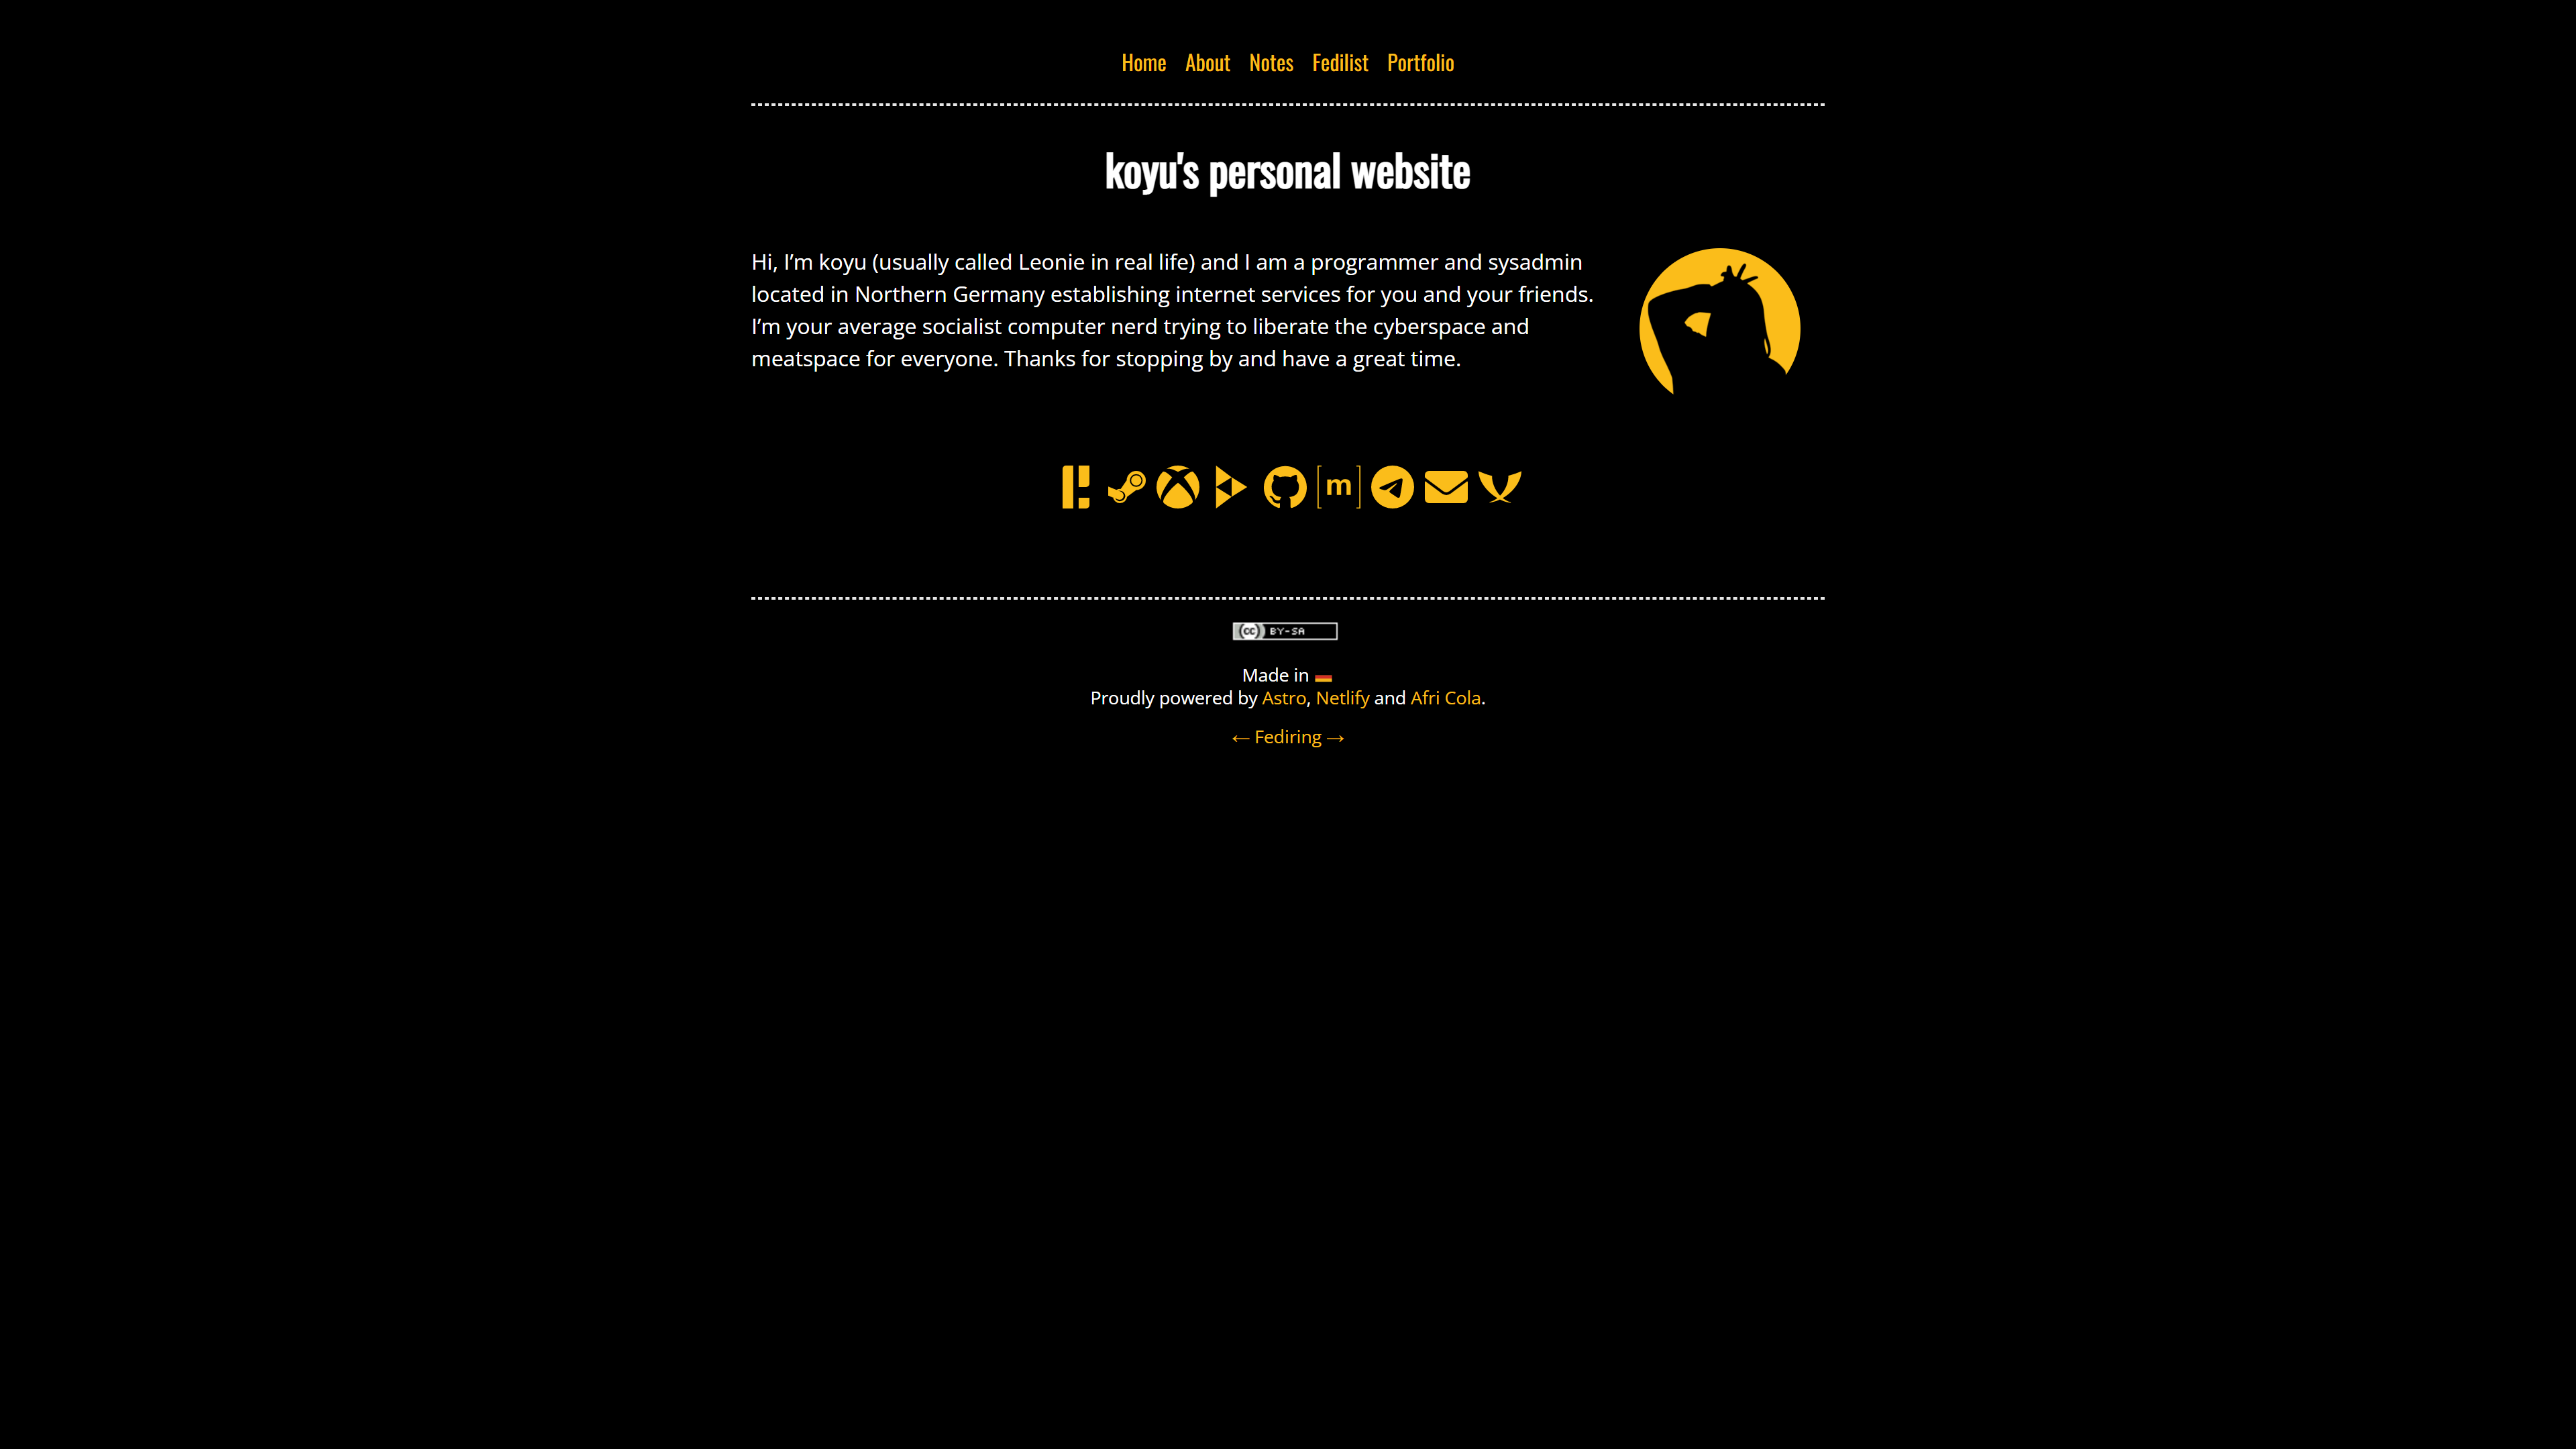 Home About Notes Fedilist Portfolio
koyu's personal website
Hi, I’m koyu (usually called Leonie in real life) and I am a programmer and sysadmin
located in Northern Germany establishing internet services for you and your friends.
I’m your average socialist computer nerd trying to liberate the cyberspace and
meatspace for everyone. Thanks for stopping by and have a great time.
[m]
cc BY-SA
Made in
Proudly powered by Astro, Netlify and Afri Cola.
← Fediring →